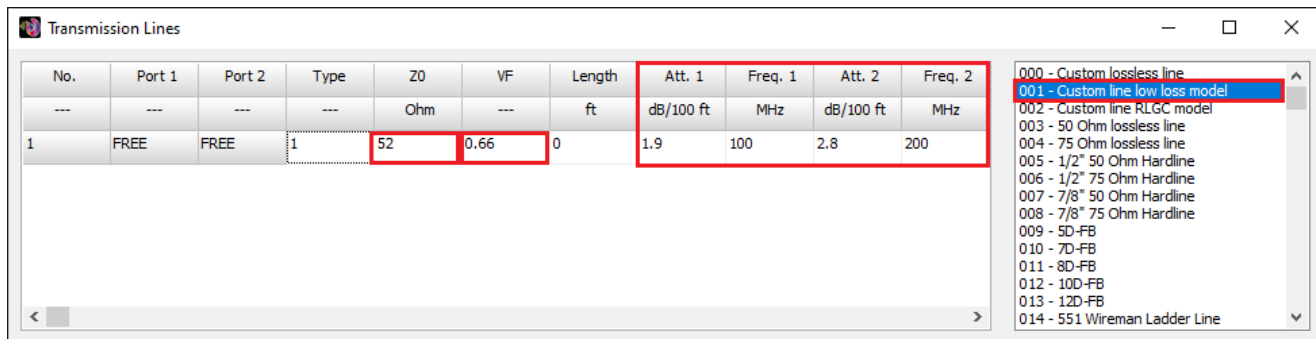 Transmission Lines
No. Port 1 Port 2 Type Z0 VF Length Att. 1 Freq. 1 Att. 2 Freq. 2
--- --- --- --- Ohm --- ft dB/100 ft MHz dB/100 ft MHz
1 FREE FREE 1 52 0.66 0 1.9 100 2.8 200
000 - Custom lossless line
001 - Custom line low loss model
002 - Custom line RLGC model
003 - 50 Ohm lossless line
004 - 75 Ohm lossless line
005 - 1/2" 50 Ohm Hardline
006 - 1/2" 75 Ohm Hardline
007 - 7/8" 50 Ohm Hardline
008 - 7/8" 75 Ohm Hardline
009 - 5D-FB
010 - 7D-FB
011 - 8D-FB
012 - 10D-FB
013 - 12D-FB
014 - 551 Wireman Ladder Line